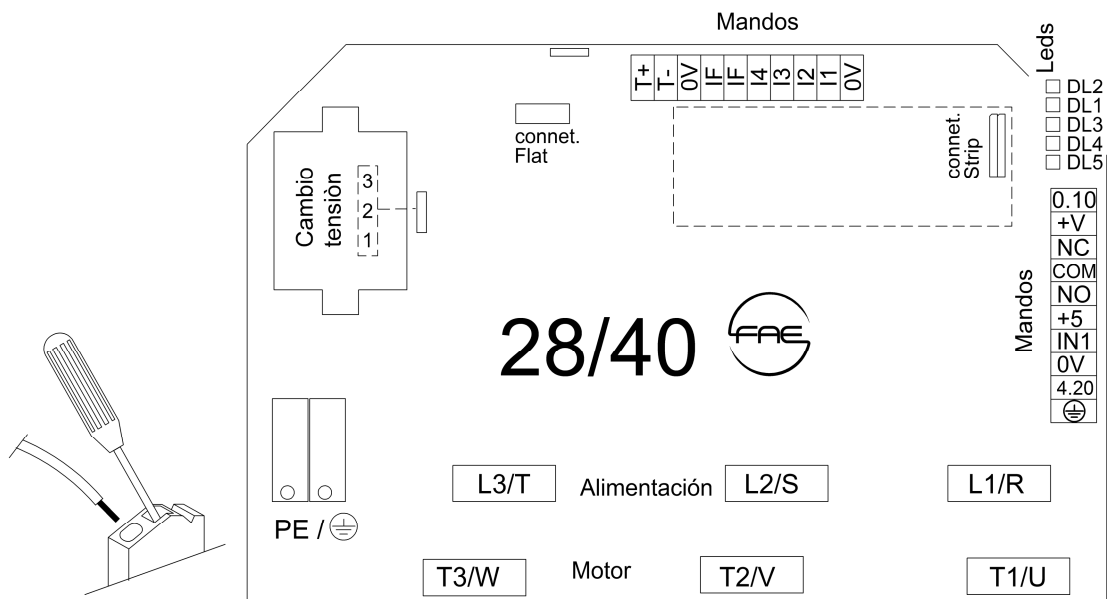 Mandos
T+ T- 0V IF IF I4 I3 I2 I1 0V
Leds
DL2
DL1
DL3
DL4
DL5
connet.
Flat
connet.
Strip
Cambio
tensiòn
3
2
1
Mandos
0.10
+V
NC
COM
NO
+5
IN1
0V
4.20
28/40
FAE
PE /
L3/T Alimentación L2/S L1/R
T3/W Motor T2/V T1/U